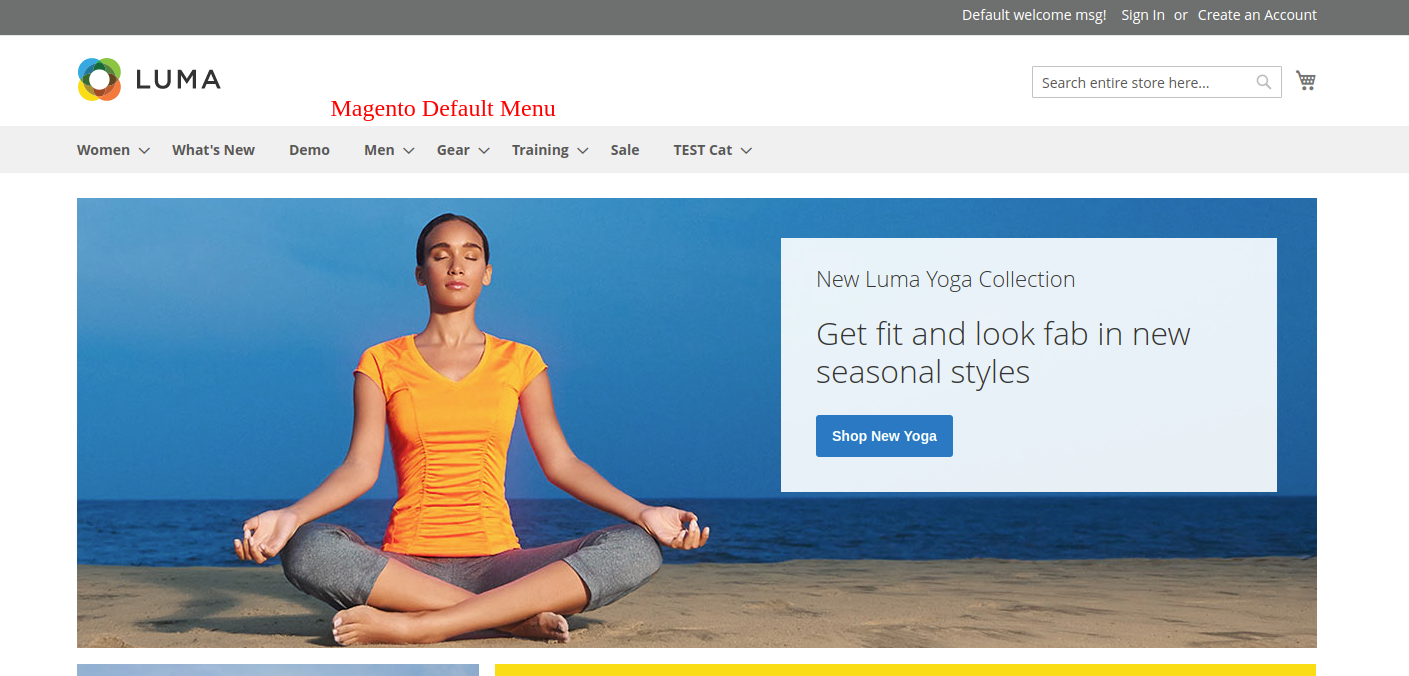 Default welcome msg! Sign In or Create an Account
LUMA
Search entire store here...
Magento Default Menu
Women What's New Demo Men Gear Training Sale TEST Cat
New Luma Yoga Collection
Get fit and look fab in new
seasonal styles
Shop New Yoga